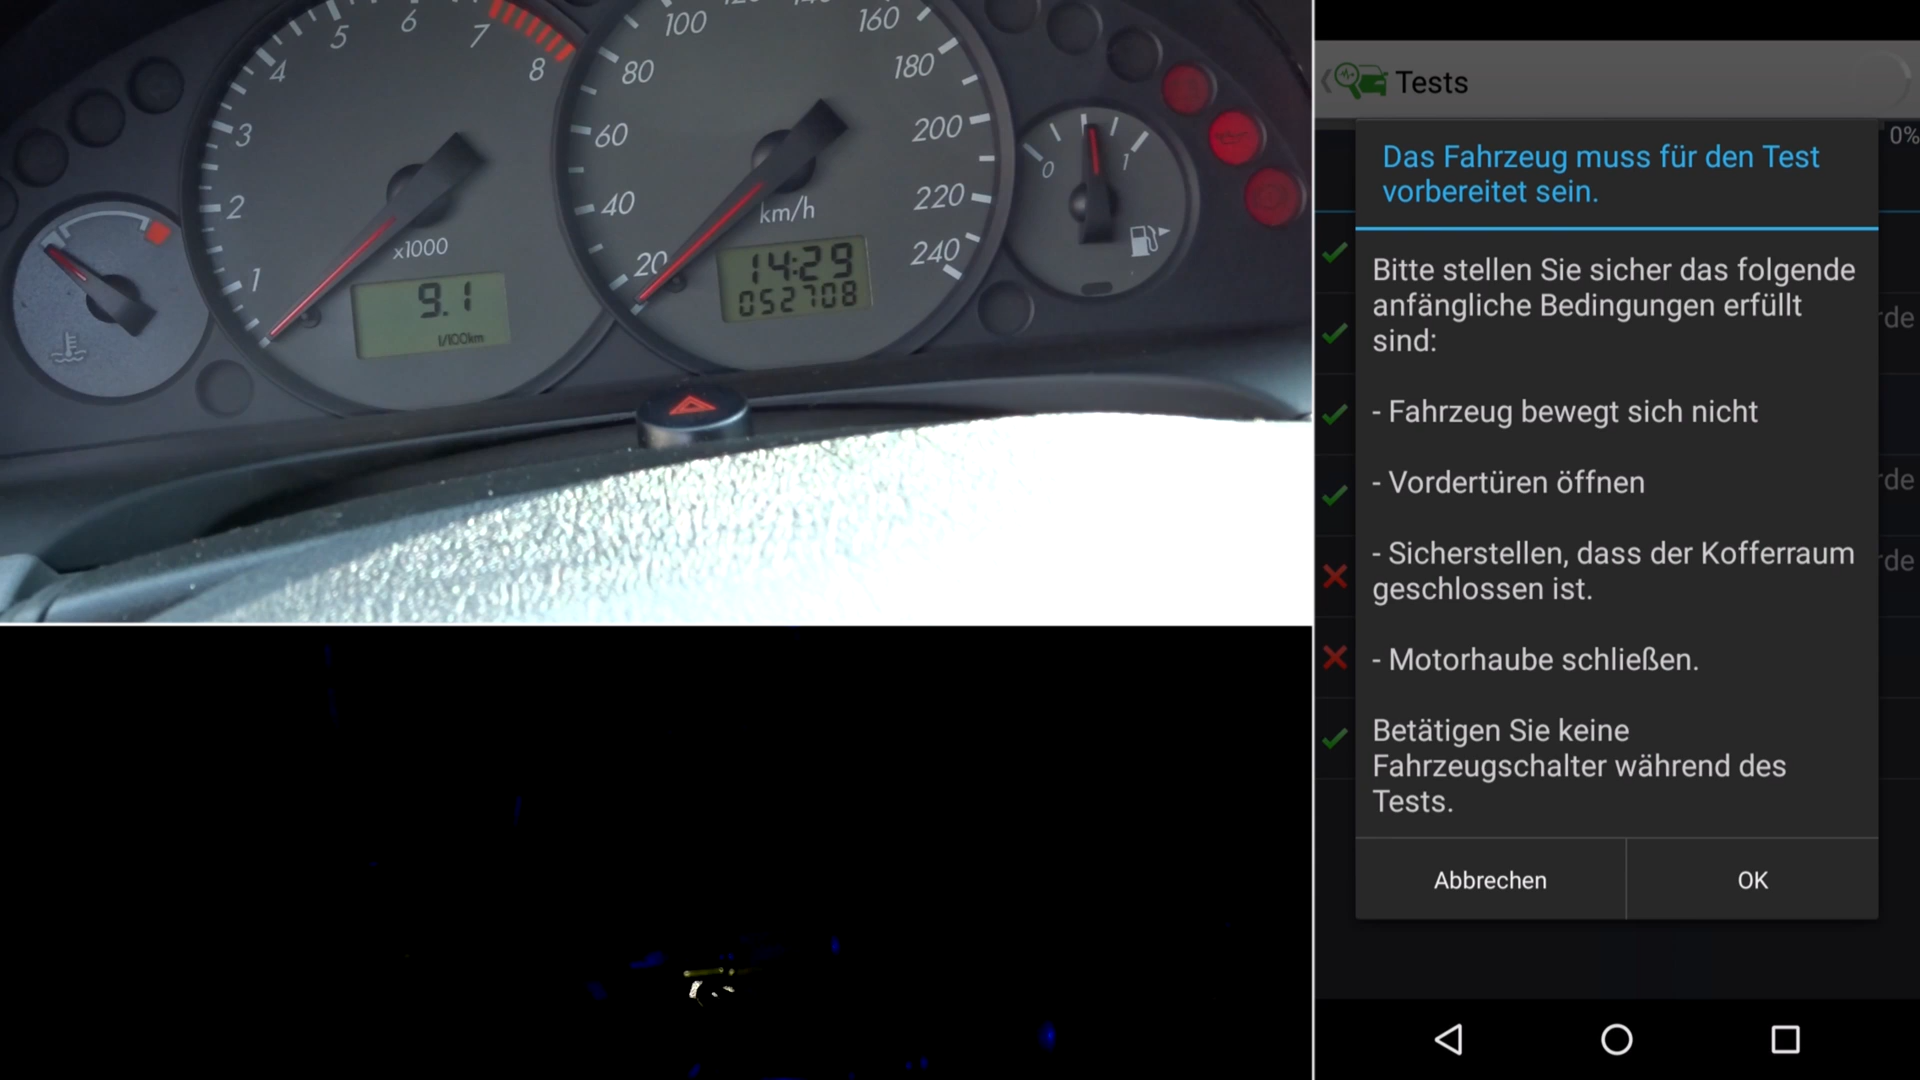 5
6
7
8
4
3
2
1
x1000
9.1
l/100km
100
160
80
180
60
200
40
220
20
240
km/h
14:29
052708
0
1
Tests
0%
Das Fahrzeug muss für den Test
vorbereitet sein.
Bitte stellen Sie sicher das folgende
anfängliche Bedingungen erfüllt
sind:
- Fahrzeug bewegt sich nicht
- Vordertüren öffnen
- Sicherstellen, dass der Kofferraum
geschlossen ist.
- Motorhaube schließen.
Betätigen Sie keine
Fahrzeugschalter während des
Tests.
Abbrechen
OK
rde
rde
rde